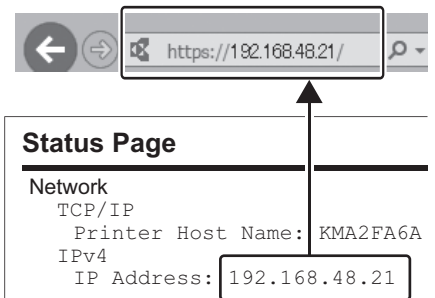 https://192.168.48.21/
Status Page
Network
TCP/IP
Printer Host Name: KMA2FA6A
IPv4
IP Address: 192.168.48.21